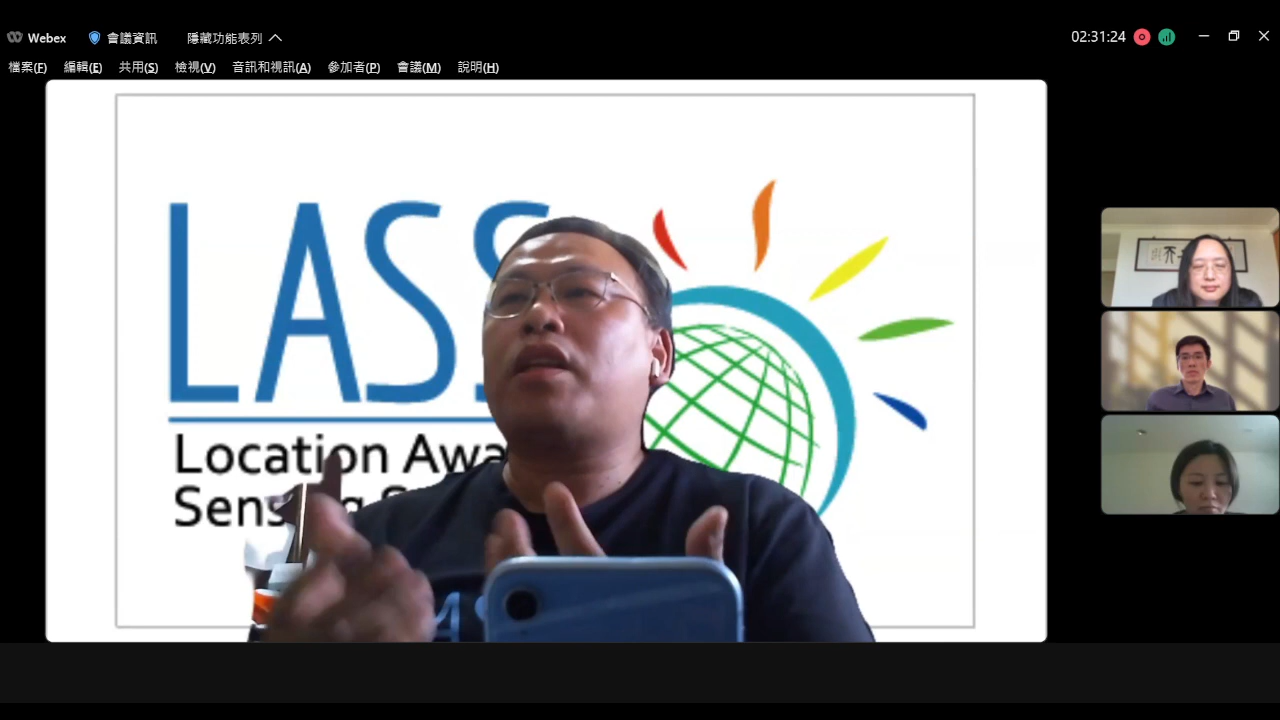 Webex
會議資訊
隱藏功能表列
02:31:24
檔案(F) 編輯(E) 共用(S) 檢視(V) 音訊和視訊(A) 參加者(P) 會議(M) 說明(H)
LASS
Location Awa
Sens